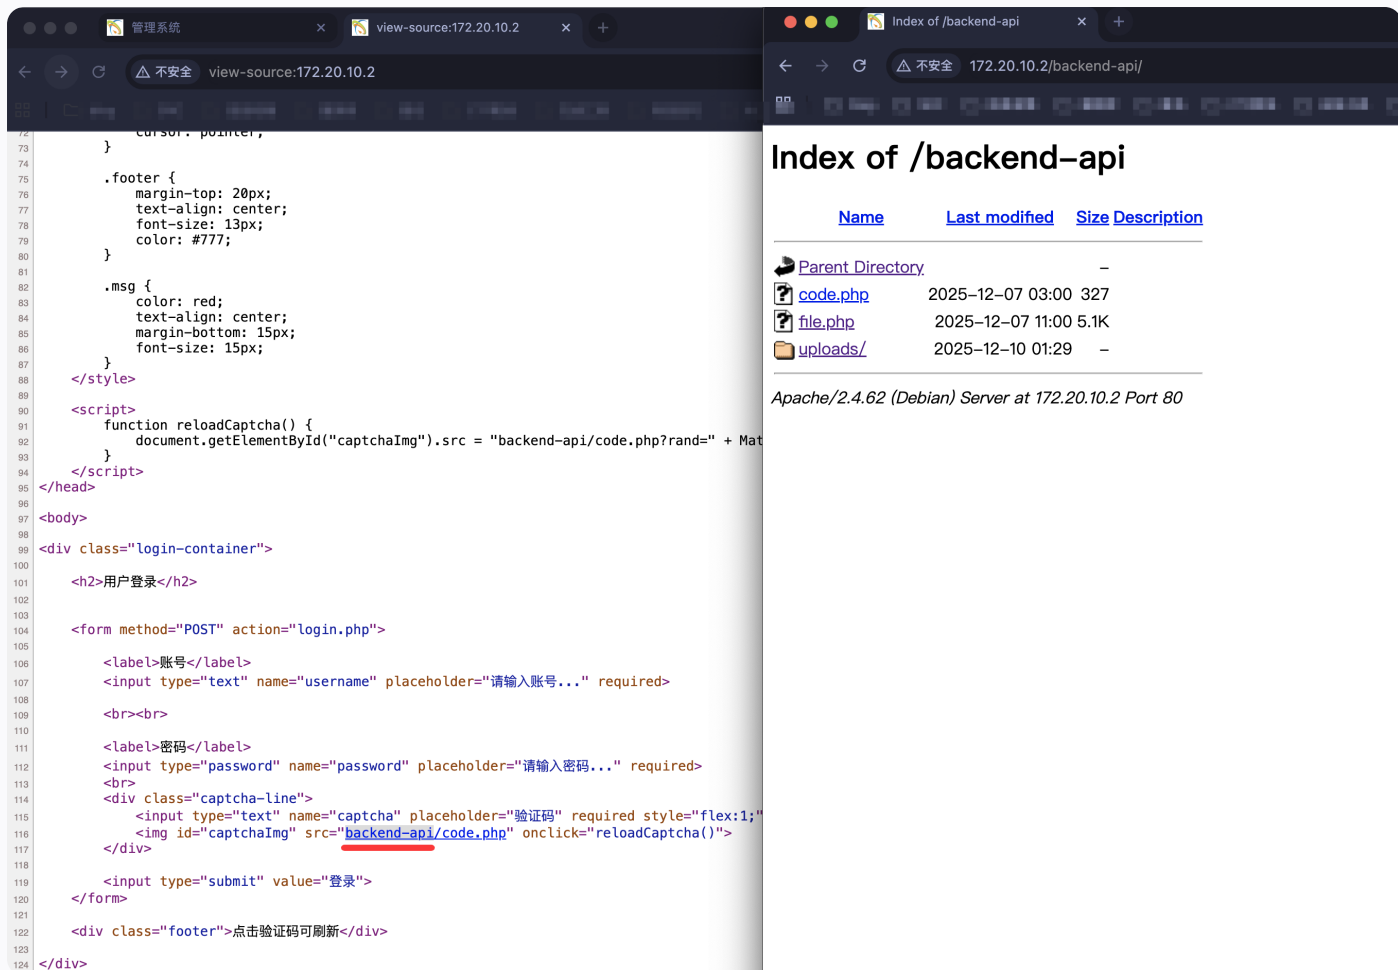 管理系统
view-source:172.20.10.2
不安全
view-source:172.20.10.2
72 cursor: pointer;
73 }
74
75 .footer {
76 margin-top: 20px;
77 text-align: center;
78 font-size: 13px;
79 color: #777;
80 }
81
82 .msg {
83 color: red;
84 text-align: center;
85 margin-bottom: 15px;
86 font-size: 15px;
87 }
88 </style>
89
90 <script>
91 function reloadCaptcha() {
92 document.getElementById("captchaImg").src = "backend-api/code.php?rand=" + Mat
93 }
94 </script>
95 </head>
96
97 <body>
98
99 <div class="login-container">
100
101 <h2>用户登录</h2>
102
103
104 <form method="POST" action="login.php">
105
106 <label>账号</label>
107 <input type="text" name="username" placeholder="请输入账号..." required>
108
109 <br><br>
110
111 <label>密码</label>
112 <input type="password" name="password" placeholder="请输入密码..." required>
113 <br>
114 <div class="captcha-line">
115 <input type="text" name="captcha" placeholder="验证码" required style="flex:1;"
116 <img id="captchaImg" src="backend-api/code.php" onclick="reloadCaptcha()">
117 </div>
118
119 <input type="submit" value="登录">
120 </form>
121
122 <div class="footer">点击验证码可刷新</div>
123
124 </div>
Index of /backend-api
不安全
172.20.10.2/backend-api/
Index of /backend-api
Name Last modified Size Description
Parent Directory –
code.php 2025-12-07 03:00 327
file.php 2025-12-07 11:00 5.1K
uploads/ 2025-12-10 01:29 –
Apache/2.4.62 (Debian) Server at 172.20.10.2 Port 80